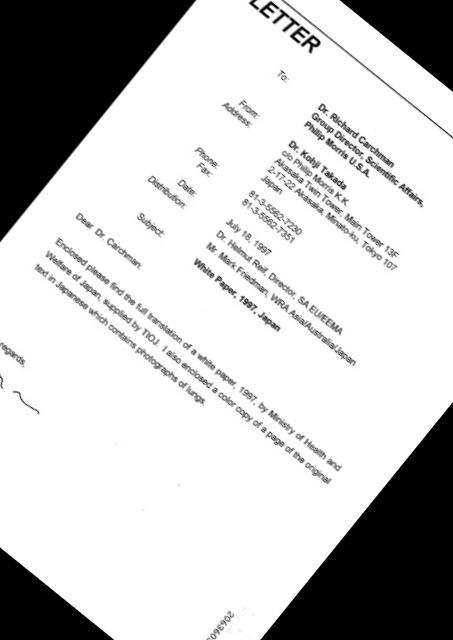 LETTER
To: Dr. Richard Carchman
Group Director, Scientific Affairs,
Philip Morris U.S.A.
From: Dr. Kohji Takada
Address: c/o Philip Morris K.K.
Akasaka Twin Tower, Main Tower 13F
2-17-22 Akasaka, Minato-ku, Tokyo 107
Japan
Phone: 81-3-5562-7230
Fax: 81-3-5562-7351
Date: July 18, 1997
Distribution: Dr. Helmut Reif, Director, SA EU/EEMA
Mr. Mark Friedman, WRA Asia/Australia/Japan
Subject: White Paper, 1997, Japan
Dear Dr. Carchman:
Enclosed please find the full translation of a white paper, 1997, by Ministry of Health and
Welfare of Japan, supplied by TIOJ. I also enclosed a color copy of a page of the original
text in Japanese which contains photographs of lungs.
regards,